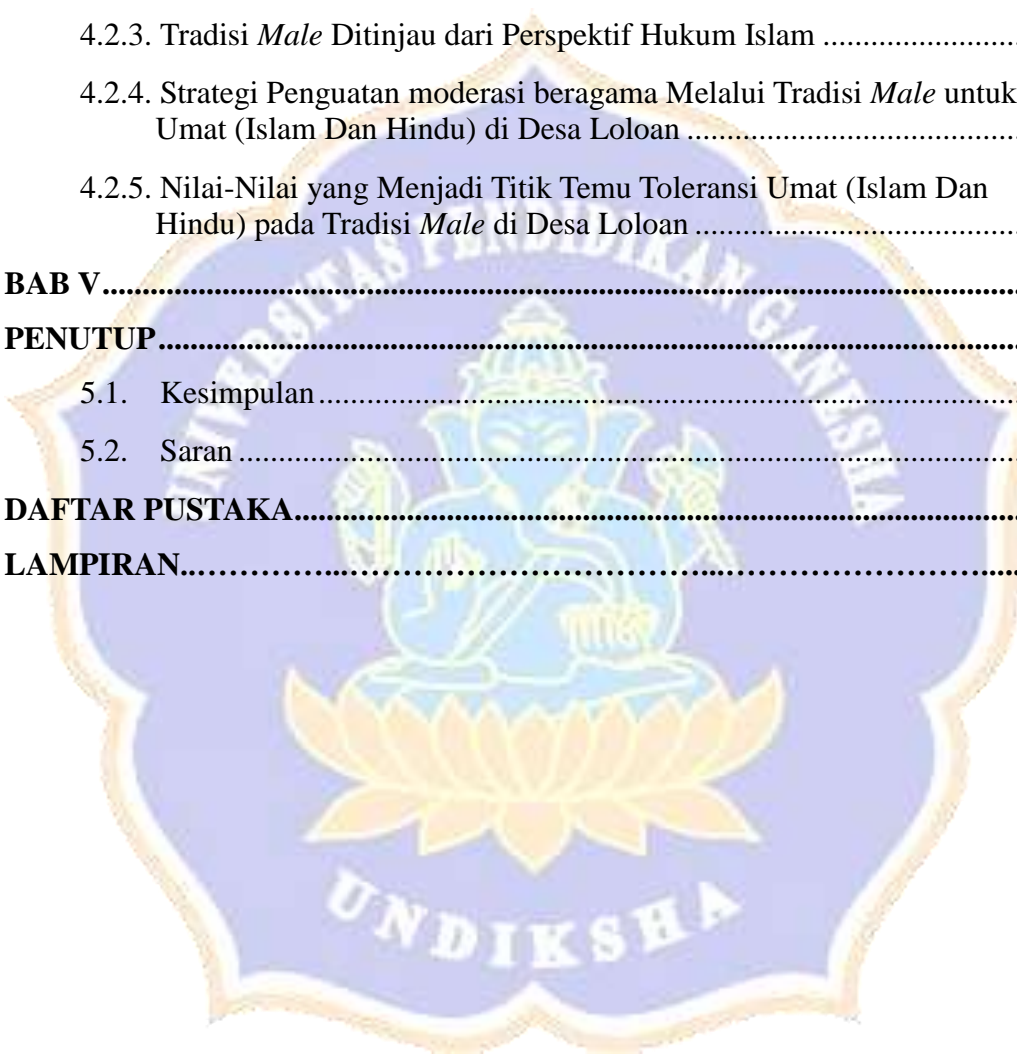 4.2.3. Tradisi Male Ditinjau dari Perspektif Hukum Islam ..........................
4.2.4. Strategi Penguatan moderasi beragama Melalui Tradisi Male untuk
Umat (Islam Dan Hindu) di Desa Loloan ............................................
4.2.5. Nilai-Nilai yang Menjadi Titik Temu Toleransi Umat (Islam Dan
Hindu) pada Tradisi Male di Desa Loloan ..........................................
BAB V..............................................................................................................
PENUTUP........................................................................................................
5.1. Kesimpulan..........................................................................................
5.2. Saran ...................................................................................................
DAFTAR PUSTAKA........................................................................................
LAMPIRAN..……………...……………………………...……………………......
UNIVERSITAS PENDIDIKAN GANESHA
UNDIKSHA